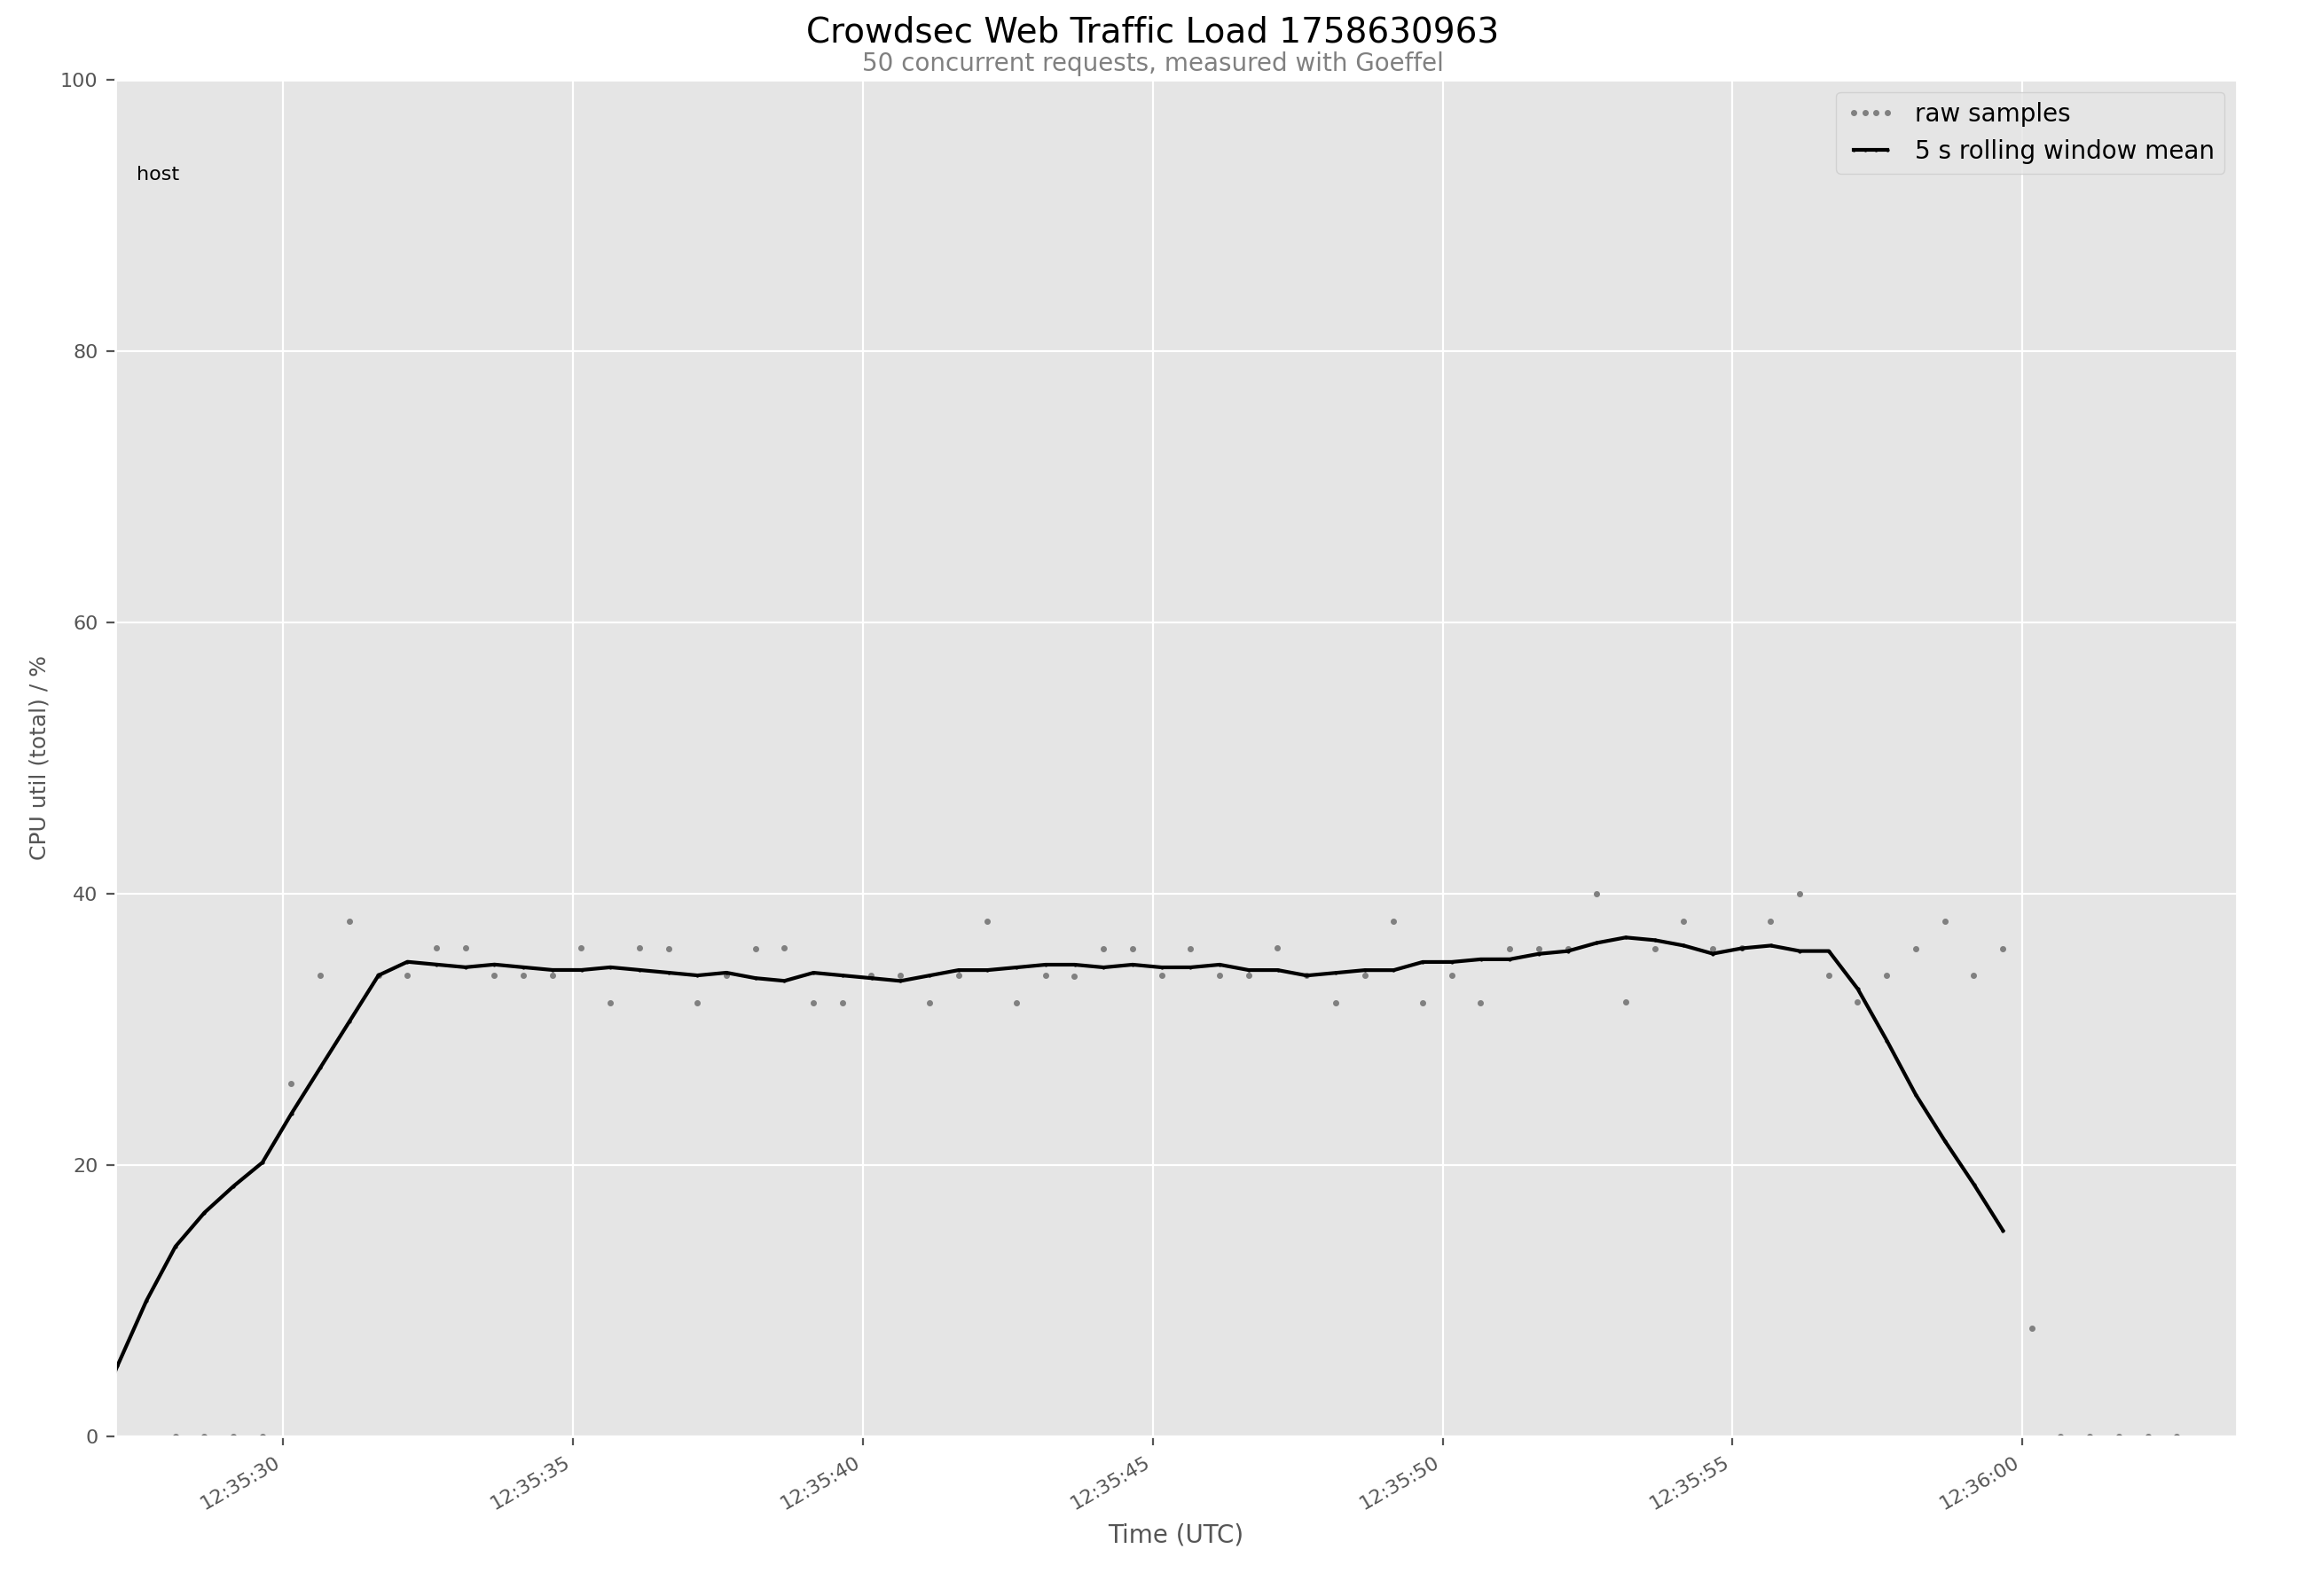 Crowdsec Web Traffic Load 1758630963
50 concurrent requests, measured with Goeffel
raw samples
5 s rolling window mean
host
CPU util (total) / %
100
80
60
40
20
0
12:35:30
12:35:35
12:35:40
12:35:45
12:35:50
12:35:55
12:36:00
Time (UTC)